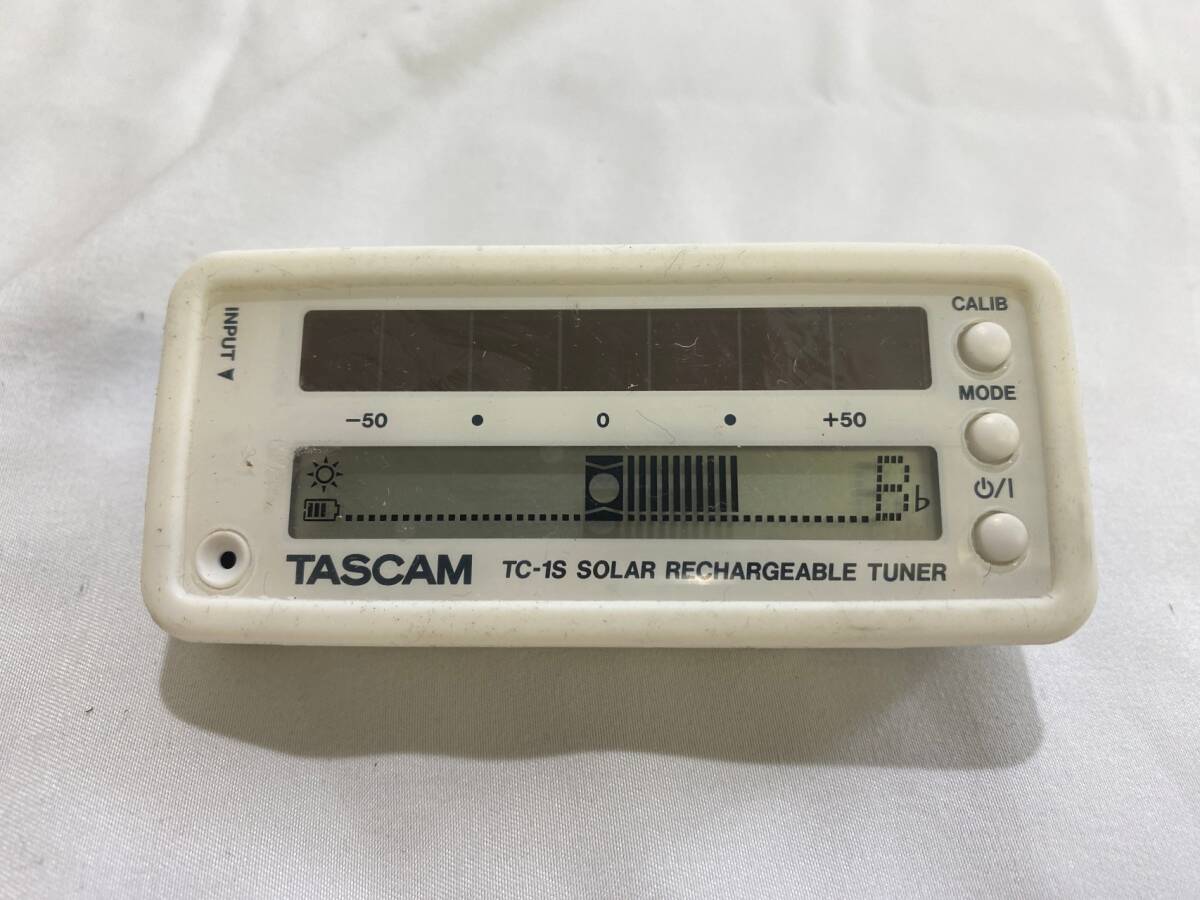 CALIB
INPUT ▼
MODE
−50 • 0 • +50
B♭
⏻/I
TASCAM TC-1S SOLAR RECHARGEABLE TUNER